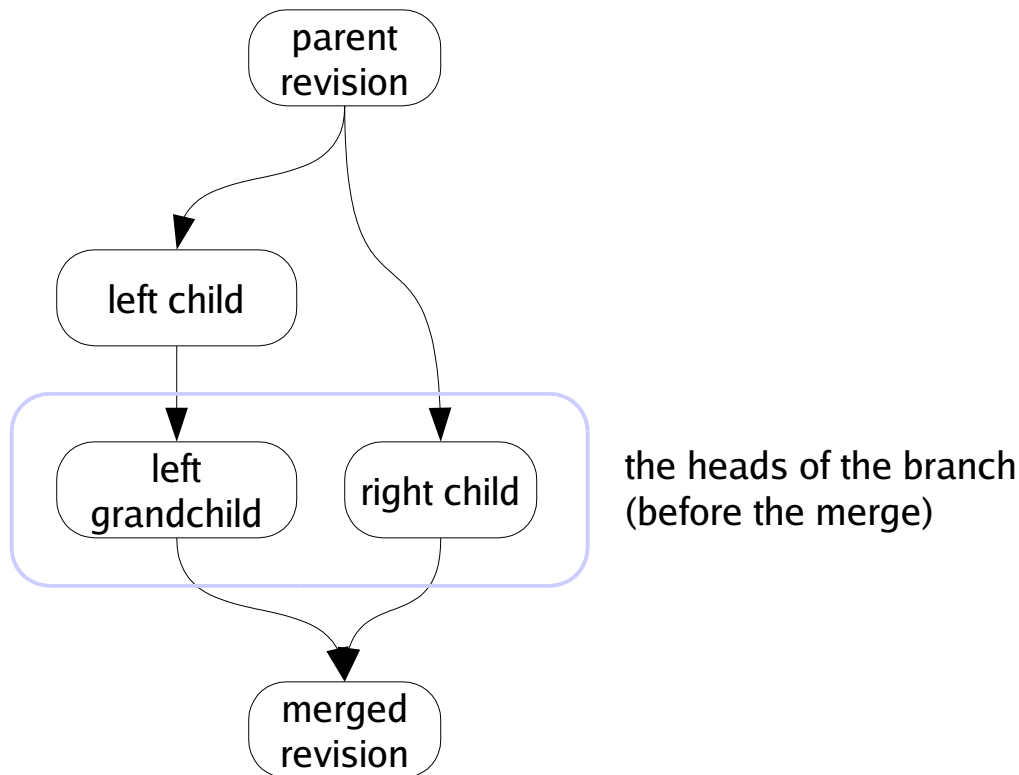 parent
revision
left child
left
grandchild
right child
the heads of the branch
(before the merge)
merged
revision